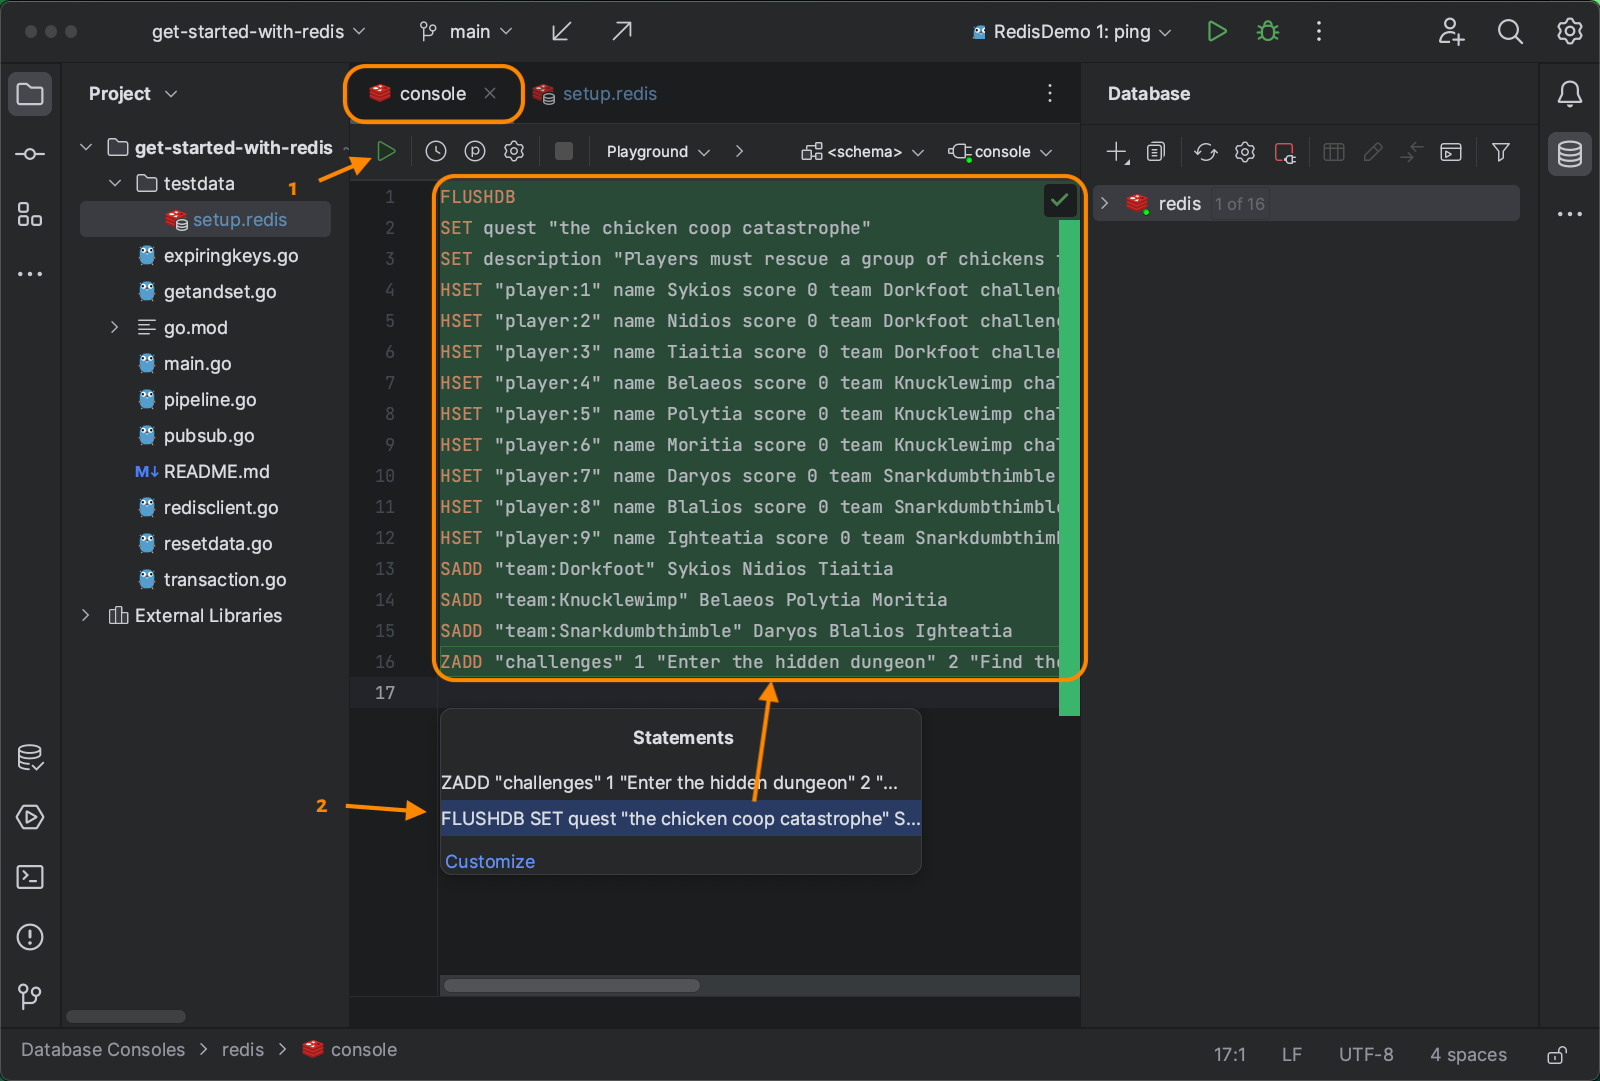 get-started-with-redis
main
RedisDemo 1: ping
Project
console
setup.redis
Database
get-started-with-redis
testdata
setup.redis
expiringkeys.go
getandset.go
go.mod
main.go
pipeline.go
pubsub.go
M↓ README.md
redisclient.go
resetdata.go
transaction.go
External Libraries
1
P
Playground
<schema>
console
redis 1 of 16
1 FLUSHDB
2 SET quest "the chicken coop catastrophe"
3 SET description "Players must rescue a group of chickens
4 HSET "player:1" name Sykios score 0 team Dorkfoot challen
5 HSET "player:2" name Nidios score 0 team Dorkfoot challen
6 HSET "player:3" name Tiaitia score 0 team Dorkfoot challe
7 HSET "player:4" name Belaeos score 0 team Knucklewimp cha
8 HSET "player:5" name Polytia score 0 team Knucklewimp cha
9 HSET "player:6" name Moritia score 0 team Knucklewimp cha
10 HSET "player:7" name Daryos score 0 team Snarkdumbthimble
11 HSET "player:8" name Blalios score 0 team Snarkdumbthimble
12 HSET "player:9" name Ighteatia score 0 team Snarkdumbthim
13 SADD "team:Dorkfoot" Sykios Nidios Tiaitia
14 SADD "team:Knucklewimp" Belaeos Polytia Moritia
15 SADD "team:Snarkdumbthimble" Daryos Blalios Ighteatia
16 ZADD "challenges" 1 "Enter the hidden dungeon" 2 "Find the
17
Statements
ZADD "challenges" 1 "Enter the hidden dungeon" 2 "...
2
FLUSHDB SET quest "the chicken coop catastrophe" S...
Customize
Database Consoles > redis > console
17:1 LF UTF-8 4 spaces